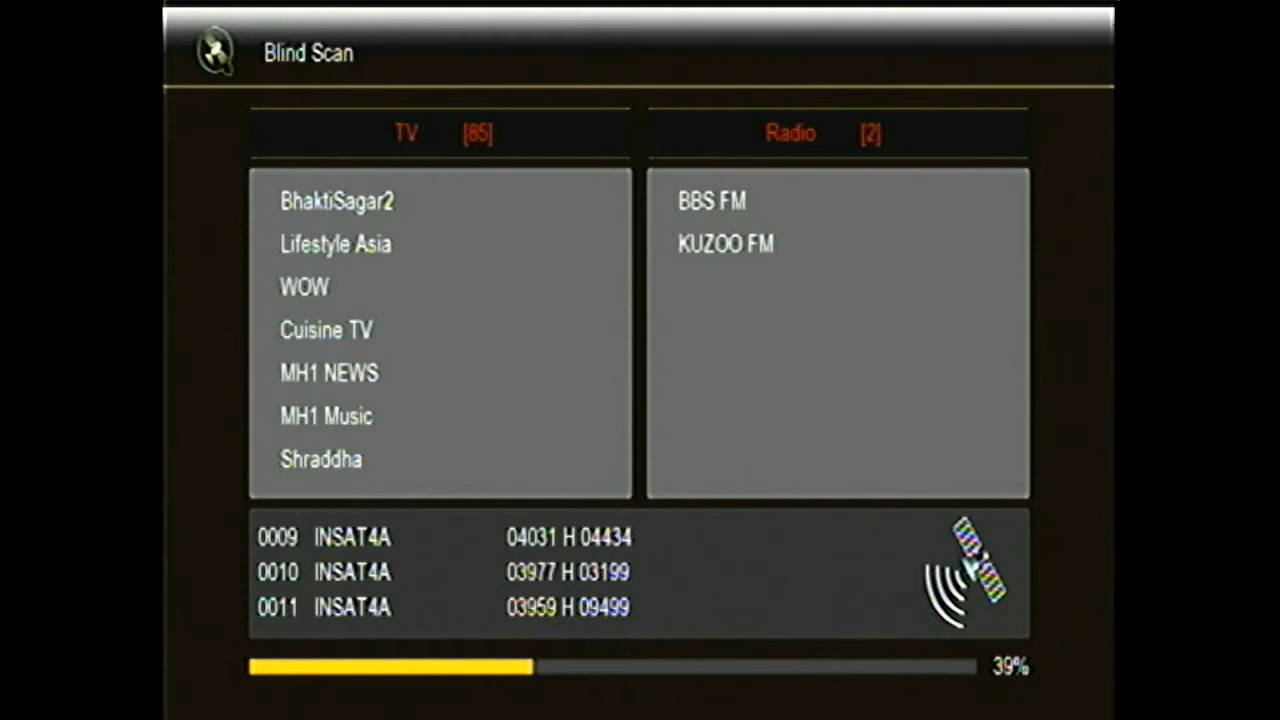 Blind Scan
TV [85]
Radio [2]
BhaktiSagar2
Lifestyle Asia
WOW
Cuisine TV
MH1 NEWS
MH1 Music
Shraddha
BBS FM
KUZOO FM
0009 INSAT4A 04031 H 04434
0010 INSAT4A 03977 H 03199
0011 INSAT4A 03959 H 09499
39%